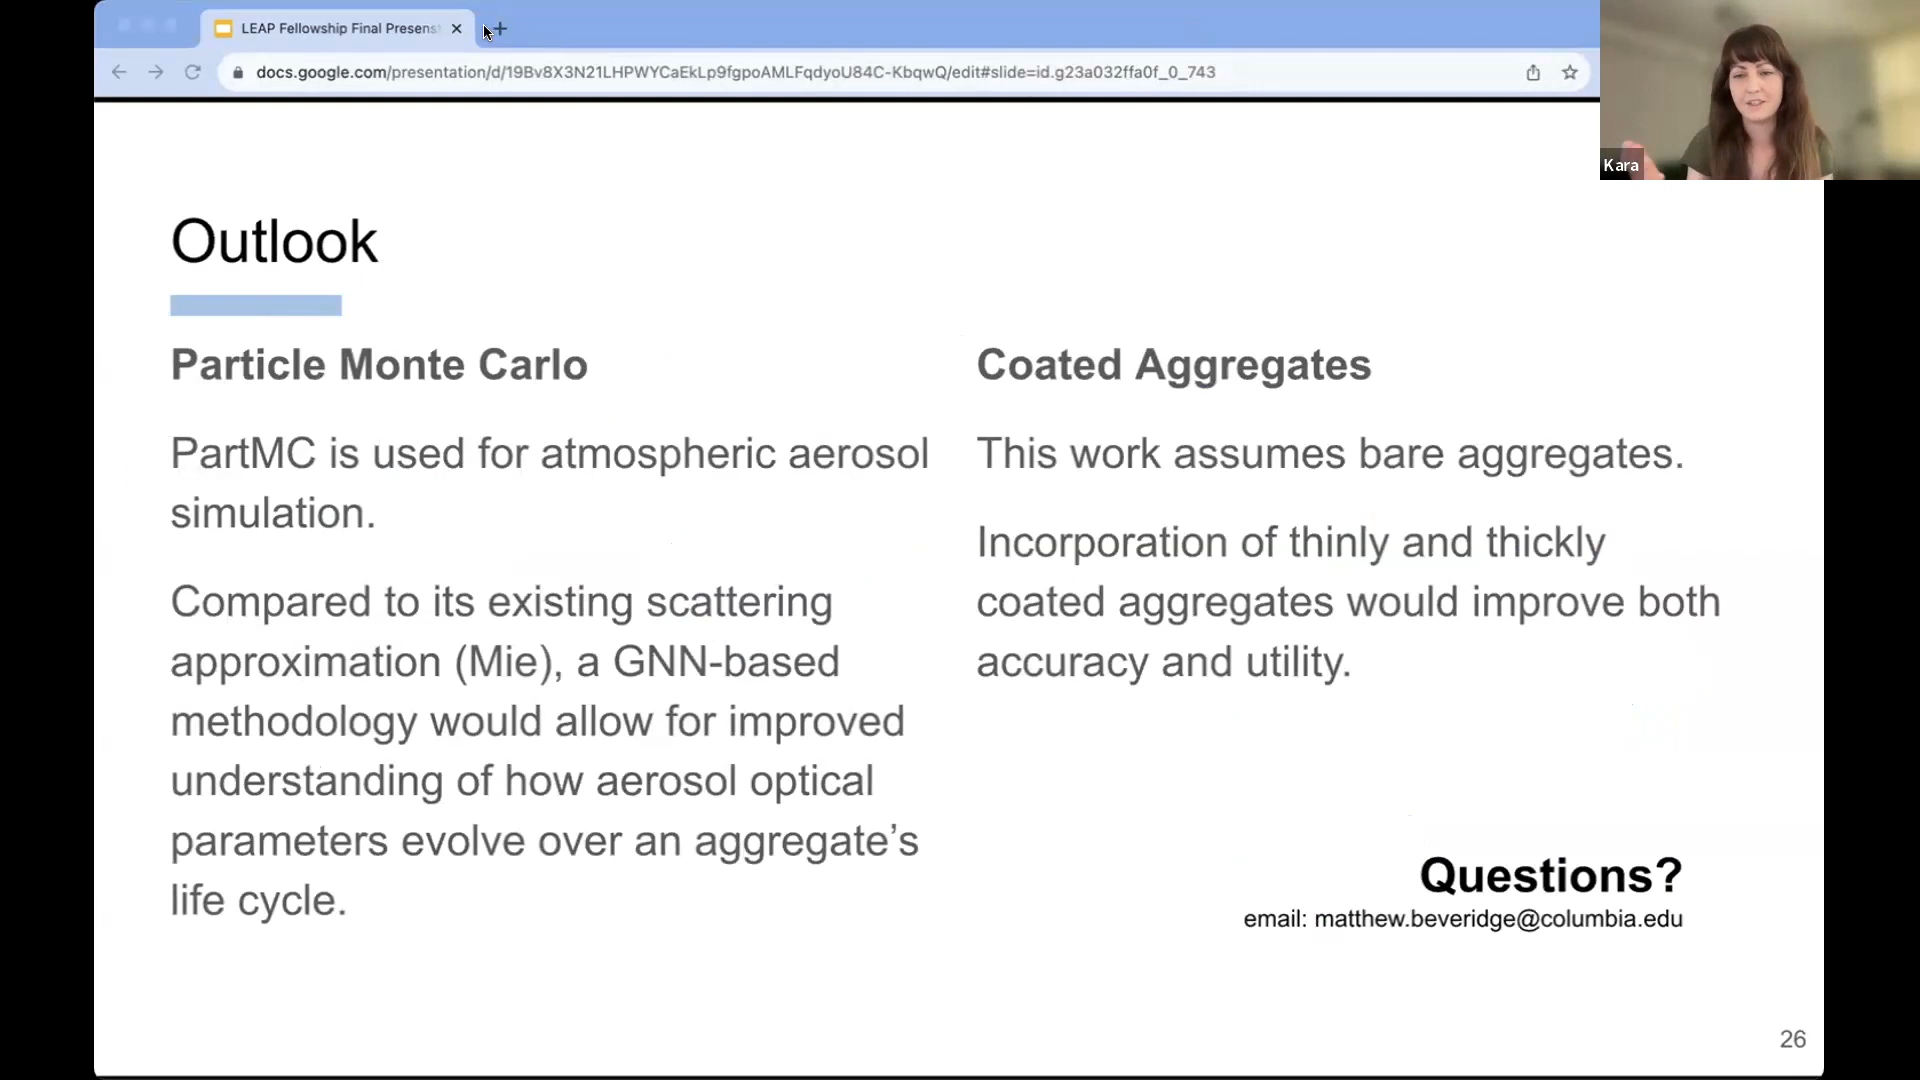 LEAP Fellowship Final Presens
docs.google.com/presentation/d/19Bv8X3N21LHPWYCaEkLp9fgpoAMLFqdyoU84C-KbqwQ/edit#slide=id.g23a032ffa0f_0_743
Kara
Outlook
Particle Monte Carlo
PartMC is used for atmospheric aerosol
simulation.
Compared to its existing scattering
approximation (Mie), a GNN-based
methodology would allow for improved
understanding of how aerosol optical
parameters evolve over an aggregate’s
life cycle.
Coated Aggregates
This work assumes bare aggregates.
Incorporation of thinly and thickly
coated aggregates would improve both
accuracy and utility.
Questions?
email: matthew.beveridge@columbia.edu
26